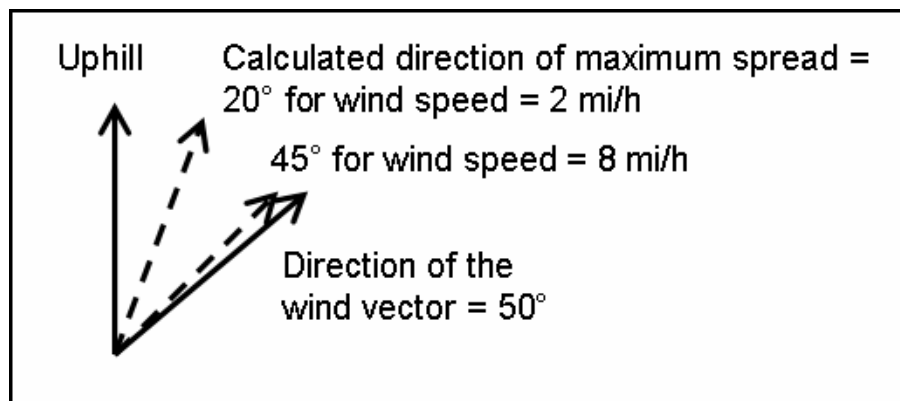 Uphill
Calculated direction of maximum spread =
20° for wind speed = 2 mi/h
45° for wind speed = 8 mi/h
Direction of the
wind vector = 50°